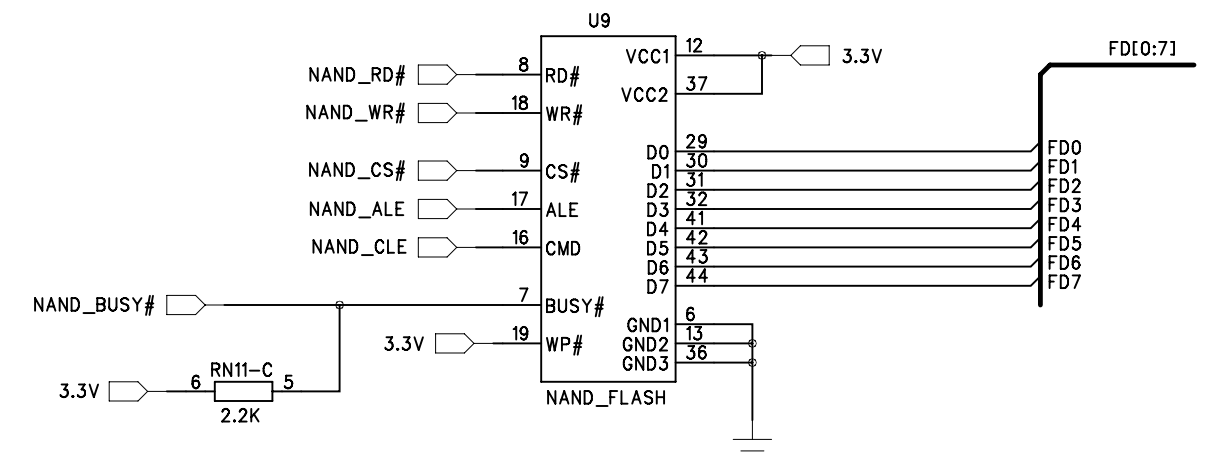 U9
FD[0:7]
VCC1 12 3.3V
NAND_RD# 8 RD#
VCC2 37
NAND_WR# 18 WR#
D0 29 FD0
D1 30 FD1
NAND_CS# 9 CS#
D2 31 FD2
NAND_ALE 17 ALE
D3 32 FD3
D4 41 FD4
NAND_CLE 16 CMD
D5 42 FD5
D6 43 FD6
D7 44 FD7
NAND_BUSY# 7 BUSY#
GND1 6
3.3V 19 WP#
GND2 13
GND3 36
RN11-C
3.3V 6 5
NAND_FLASH
2.2K